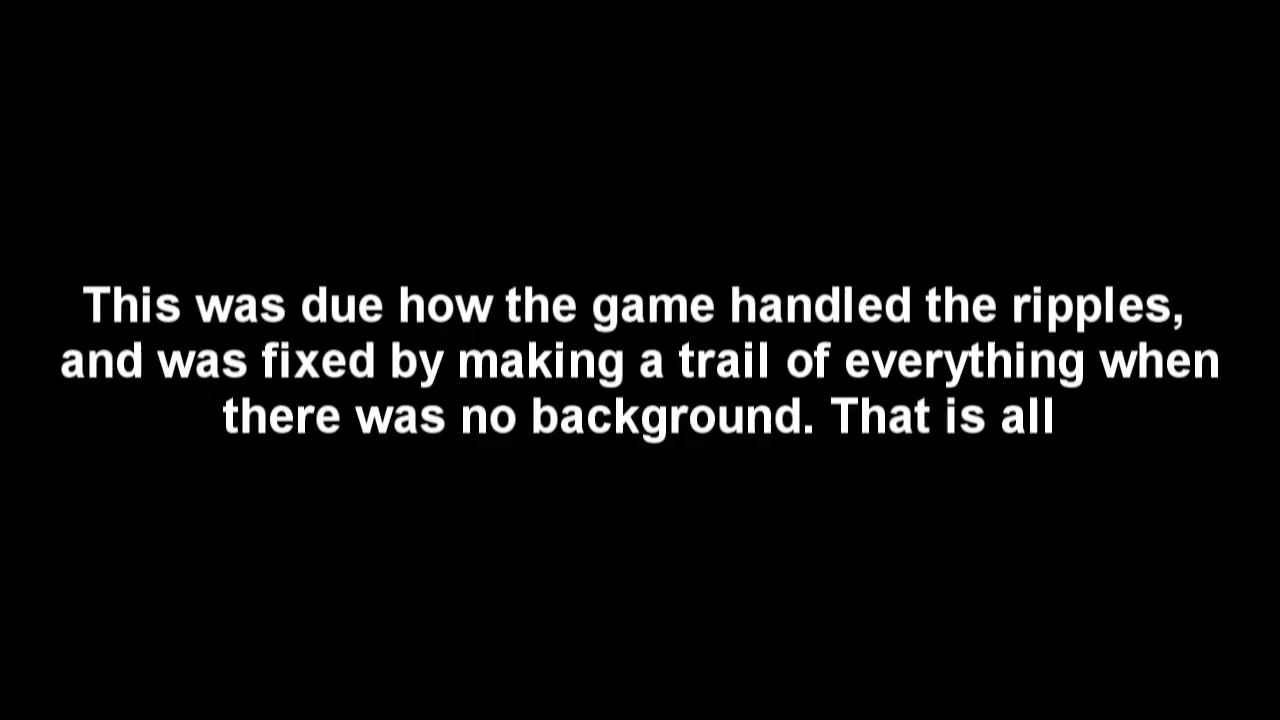 This was due how the game handled the ripples,
and was fixed by making a trail of everything when
there was no background. That is all